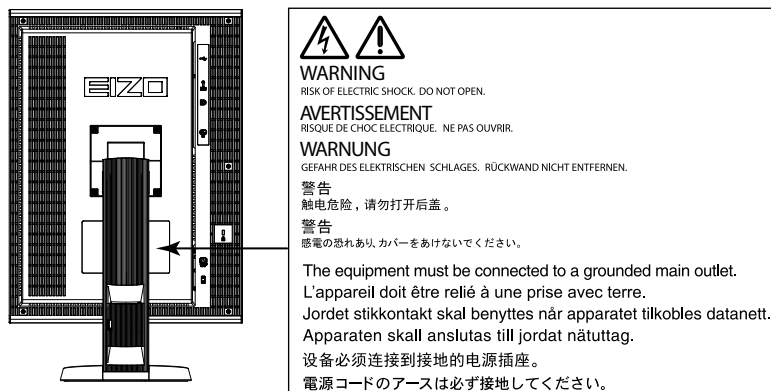 EIZO
WARNING
RISK OF ELECTRIC SHOCK. DO NOT OPEN.
AVERTISSEMENT
RISQUE DE CHOC ELECTRIQUE. NE PAS OUVRIR.
WARNUNG
GEFAHR DES ELEKTRISCHEN SCHLAGES. RÜCKWAND NICHT ENTFERNEN.
警告
触电危险，请勿打开后盖。
警告
感電の恐れあり、カバーをあけないでください。
The equipment must be connected to a grounded main outlet.
L'appareil doit être relié à une prise avec terre.
Jordet stikkontakt skal benyttes når apparatet tilkobles datanett.
Apparaten skall anslutas till jordat nätuttag.
设备必须连接到接地的电源插座。
電源コードのアースは必ず接地してください。